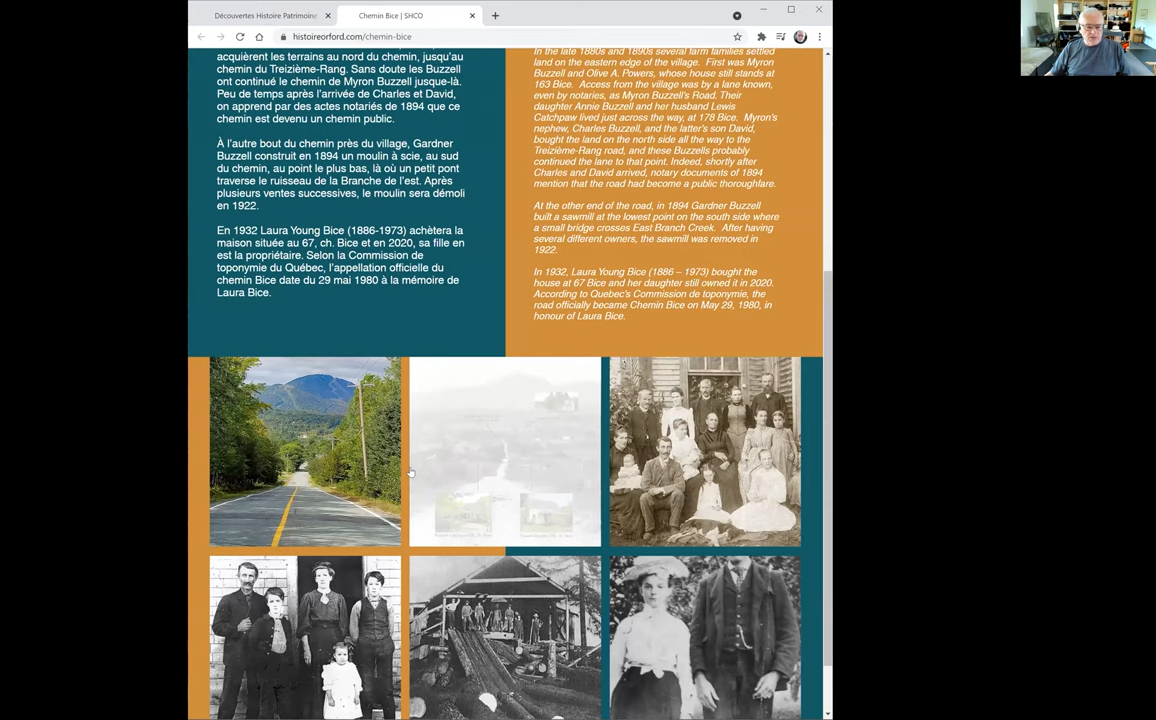 Découvertes Histoire Patrimoine
Chemin Bice | SHCO
histoireorford.com/chemin-bice
acquièrent les terrains au nord du chemin, jusqu'au
chemin du Treizième-Rang. Sans doute les Buzzell
ont continué le chemin de Myron Buzzell jusque-là.
Peu de temps après l'arrivée de Charles et David,
on apprend par des actes notariés de 1894 que ce
chemin est devenu un chemin public.
À l'autre bout du chemin près du village, Gardner
Buzzell construit en 1894 un moulin à scie, au sud
du chemin, au point le plus bas, là où un petit pont
traverse le ruisseau de la Branche de l'est. Après
plusieurs ventes successives, le moulin sera démoli
en 1922.
En 1932 Laura Young Bice (1886-1973) achètera la
maison située au 67, ch. Bice et en 2020, sa fille en
est la propriétaire. Selon la Commission de
toponymie du Québec, l'appellation officielle du
chemin Bice date du 29 mai 1980 à la mémoire de
Laura Bice.
In the late 1880s and 1890s several farm families settled
land on the eastern edge of the village. First was Myron
Buzzell and Olive A. Powers, whose house still stands at
163 Bice. Access from the village was by a lane known,
even by notaries, as Myron Buzzell's Road. Their
daughter Annie Buzzell and her husband Lewis
Catchpaw lived just across the way, at 178 Bice. Myron's
nephew, Charles Buzzell, and the latter's son David,
bought the land on the north side all the way to the
Treizième-Rang road, and these Buzzells probably
continued the lane to that point. Indeed, shortly after
Charles and David arrived, notary documents of 1894
mention that the road had become a public thoroughfare.
At the other end of the road, in 1894 Gardner Buzzell
built a sawmill at the lowest point on the south side where
a small bridge crosses East Branch Creek. After having
several different owners, the sawmill was removed in
1922.
In 1932, Laura Young Bice (1886 – 1973) bought the
house at 67 Bice and her daughter still owned it in 2020.
According to Quebec's Commission de toponymie, the
road officially became Chemin Bice on May 29, 1980, in
honour of Laura Bice.